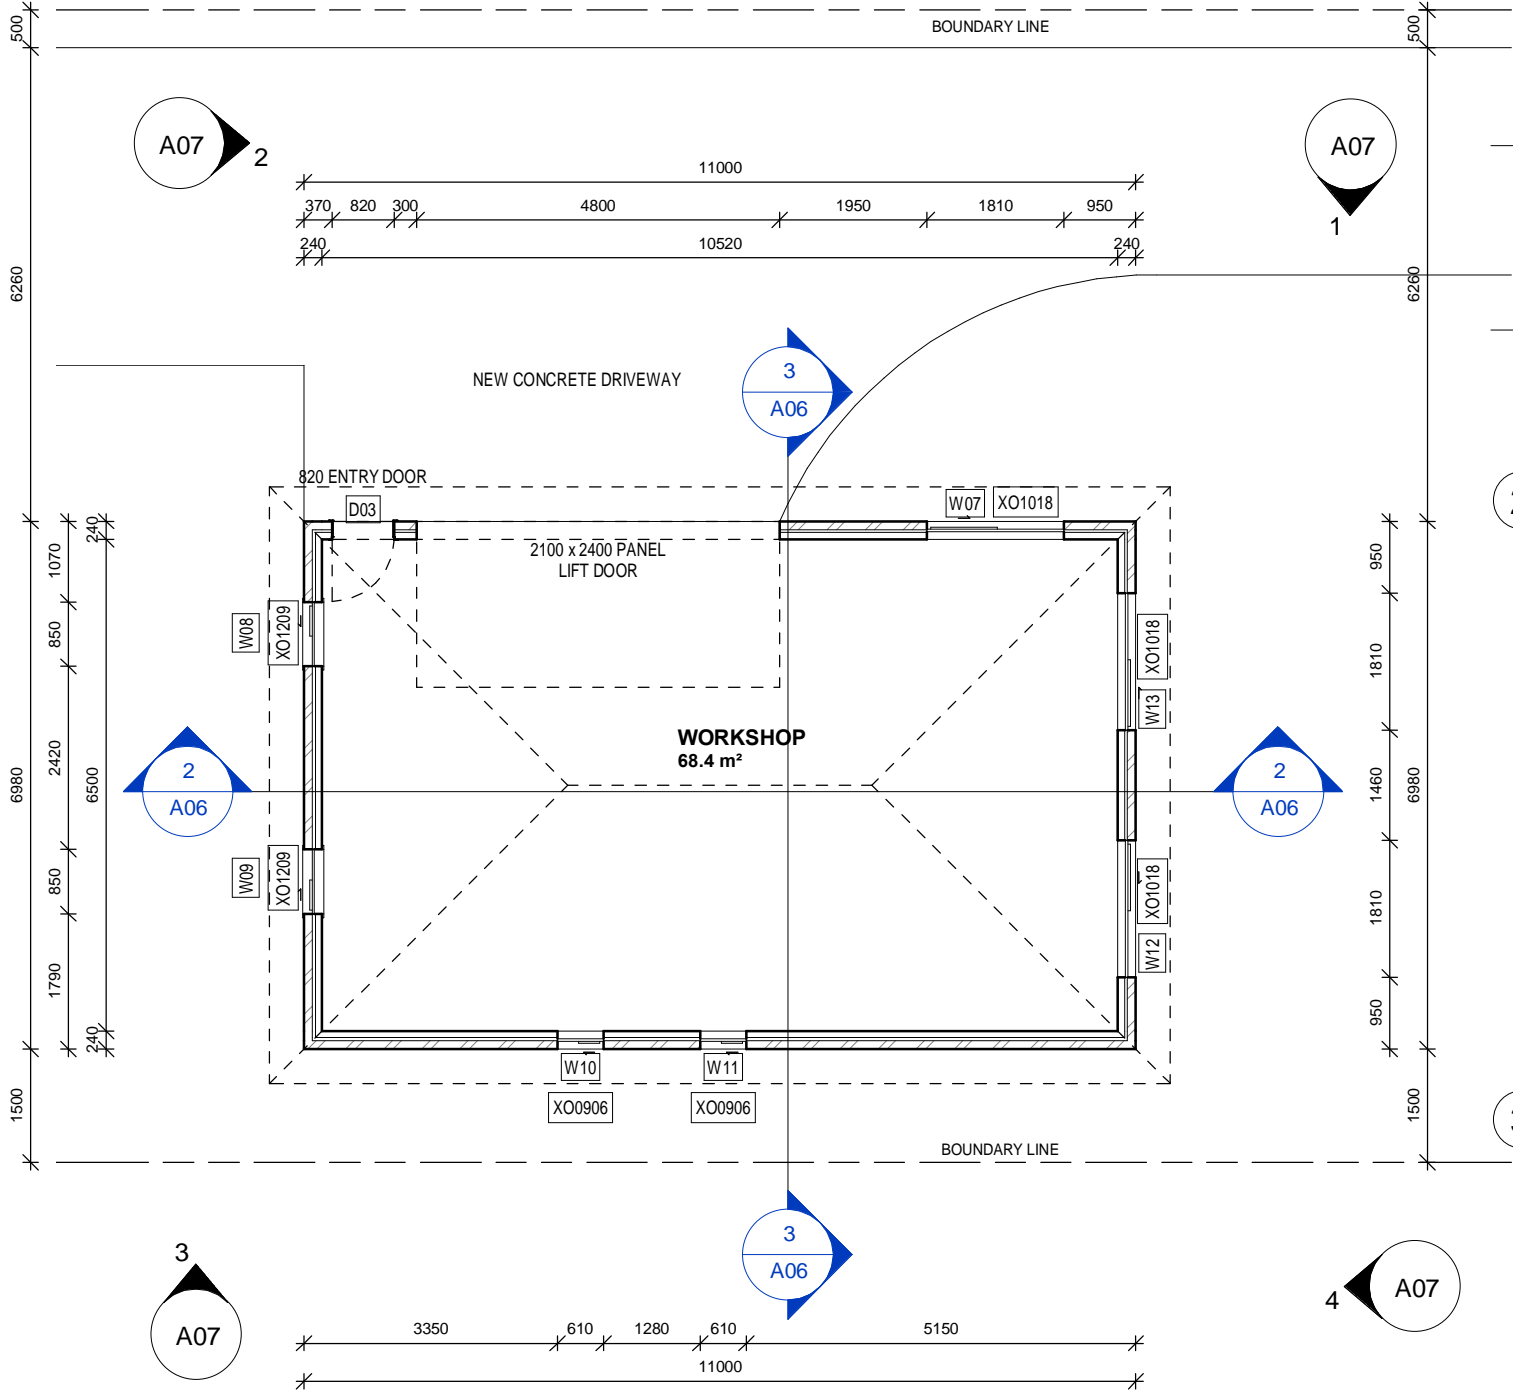 500
BOUNDARY LINE
500
A07
2
A07
1
11000
370 820 300 4800 1950 1810 950
240 10520 240
6260
6260
3
A06
NEW CONCRETE DRIVEWAY
820 ENTRY DOOR
D03
W07 XO1018
2100 x 2400 PANEL
LIFT DOOR
240
1070
850
2420
850
1790
6500
240
6980
1500
W08 XO1209
W09 XO1209
WORKSHOP
68.4 m²
XO1018
W13
XO1018
W12
950
1810
1460
1810
950
6980
1500
2
A06
2
A06
W10 W11
XO0906 XO0906
BOUNDARY LINE
3
A06
3
A07
4
A07
3350 610 1280 610 5150
11000